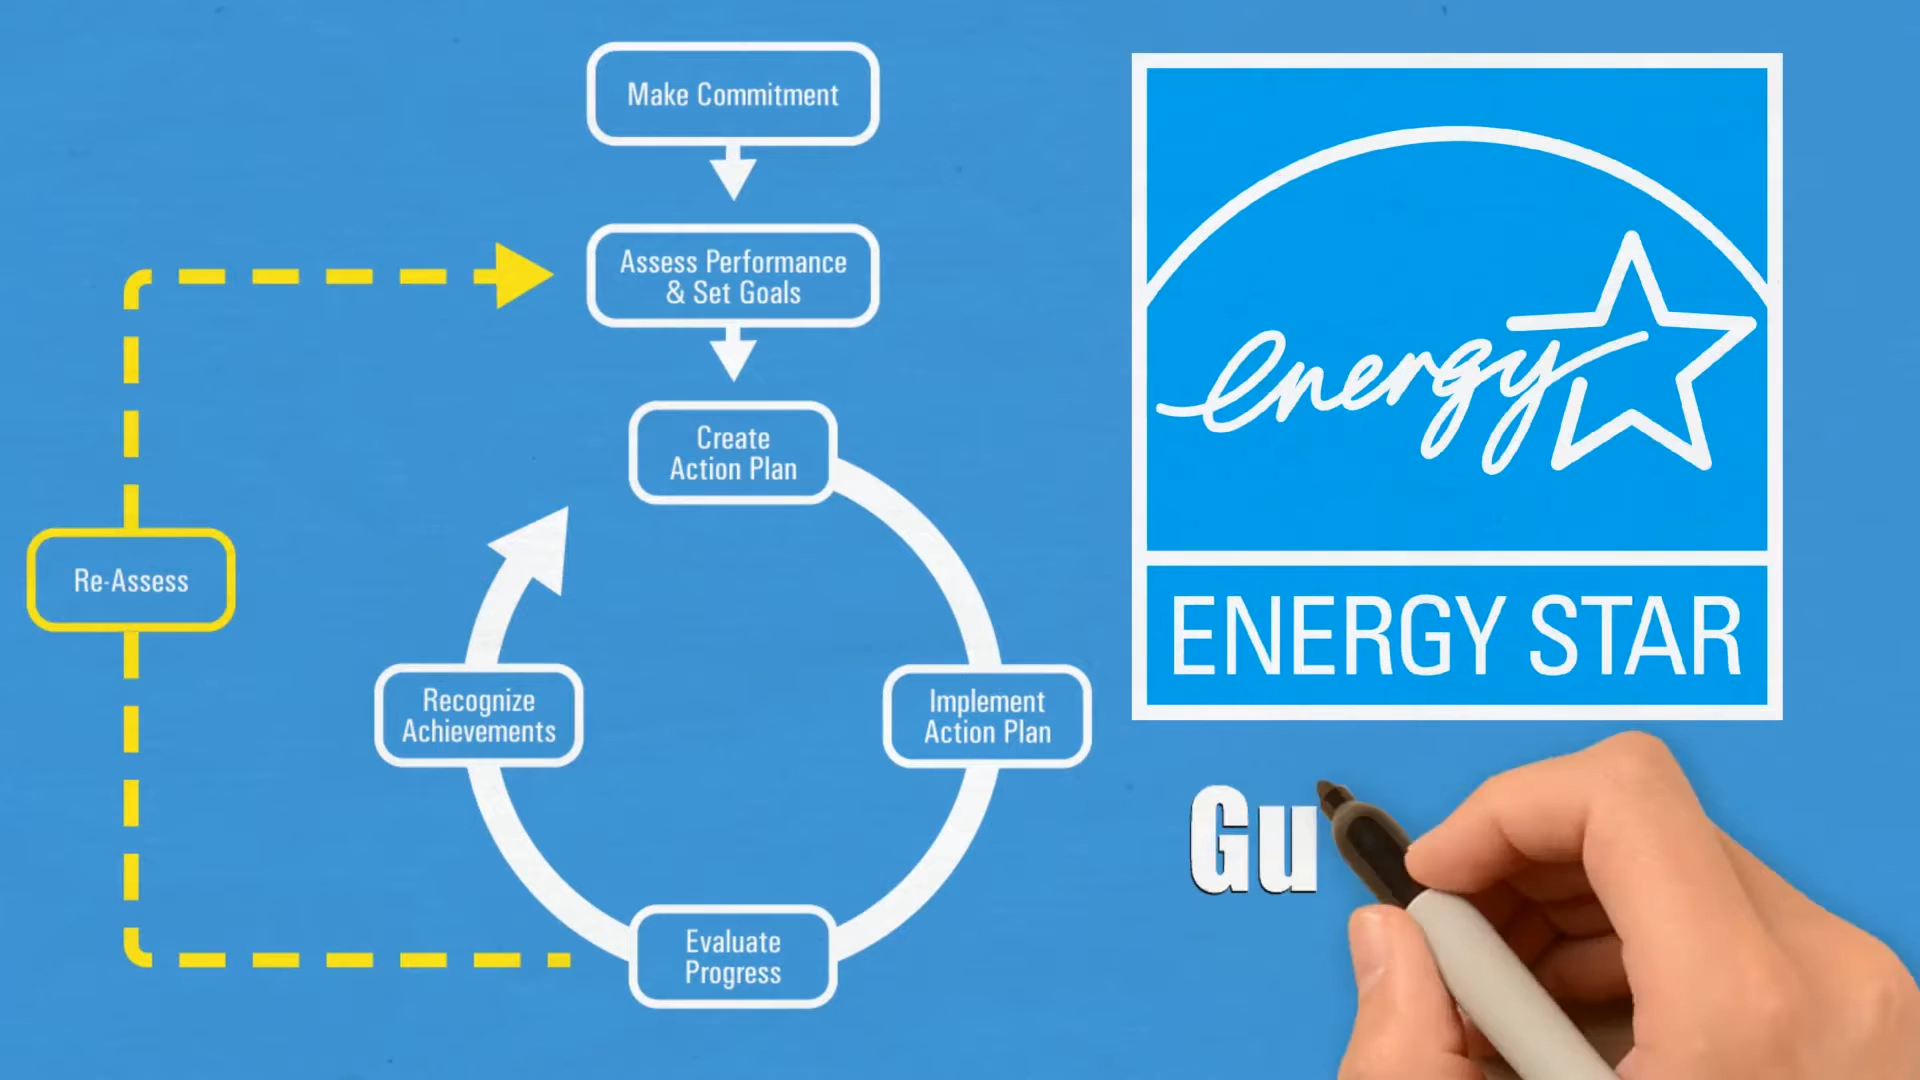 Make Commitment
Assess Performance
& Set Goals
Create
Action Plan
Re-Assess
Recognize
Achievements
Implement
Action Plan
Evaluate
Progress
energy
ENERGY STAR
Gu